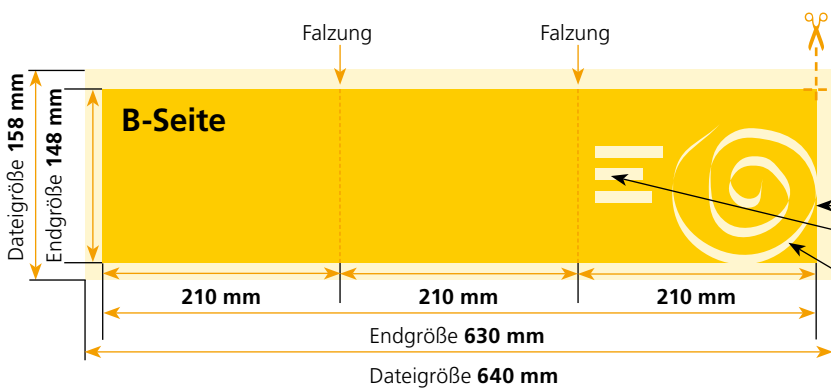 Falzung
Falzung
B-Seite
Dateigröße 158 mm
Endgröße 148 mm
210 mm
210 mm
210 mm
Endgröße 630 mm
Dateigröße 640 mm